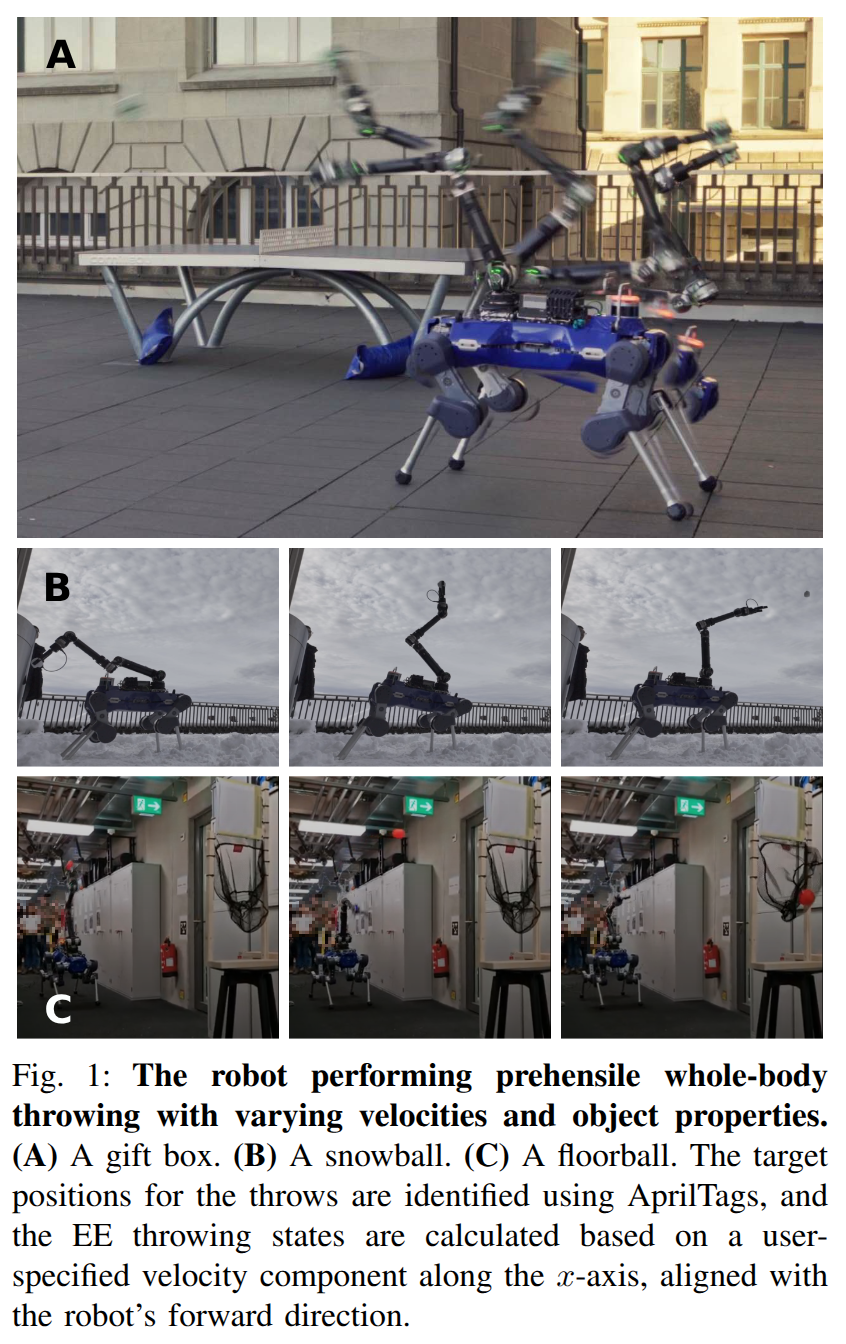 A
B
C
Fig. 1: The robot performing prehensile whole-body
throwing with varying velocities and object properties.
(A) A gift box. (B) A snowball. (C) A floorball. The target
positions for the throws are identified using AprilTags, and
the EE throwing states are calculated based on a user-
specified velocity component along the x-axis, aligned with
the robot's forward direction.